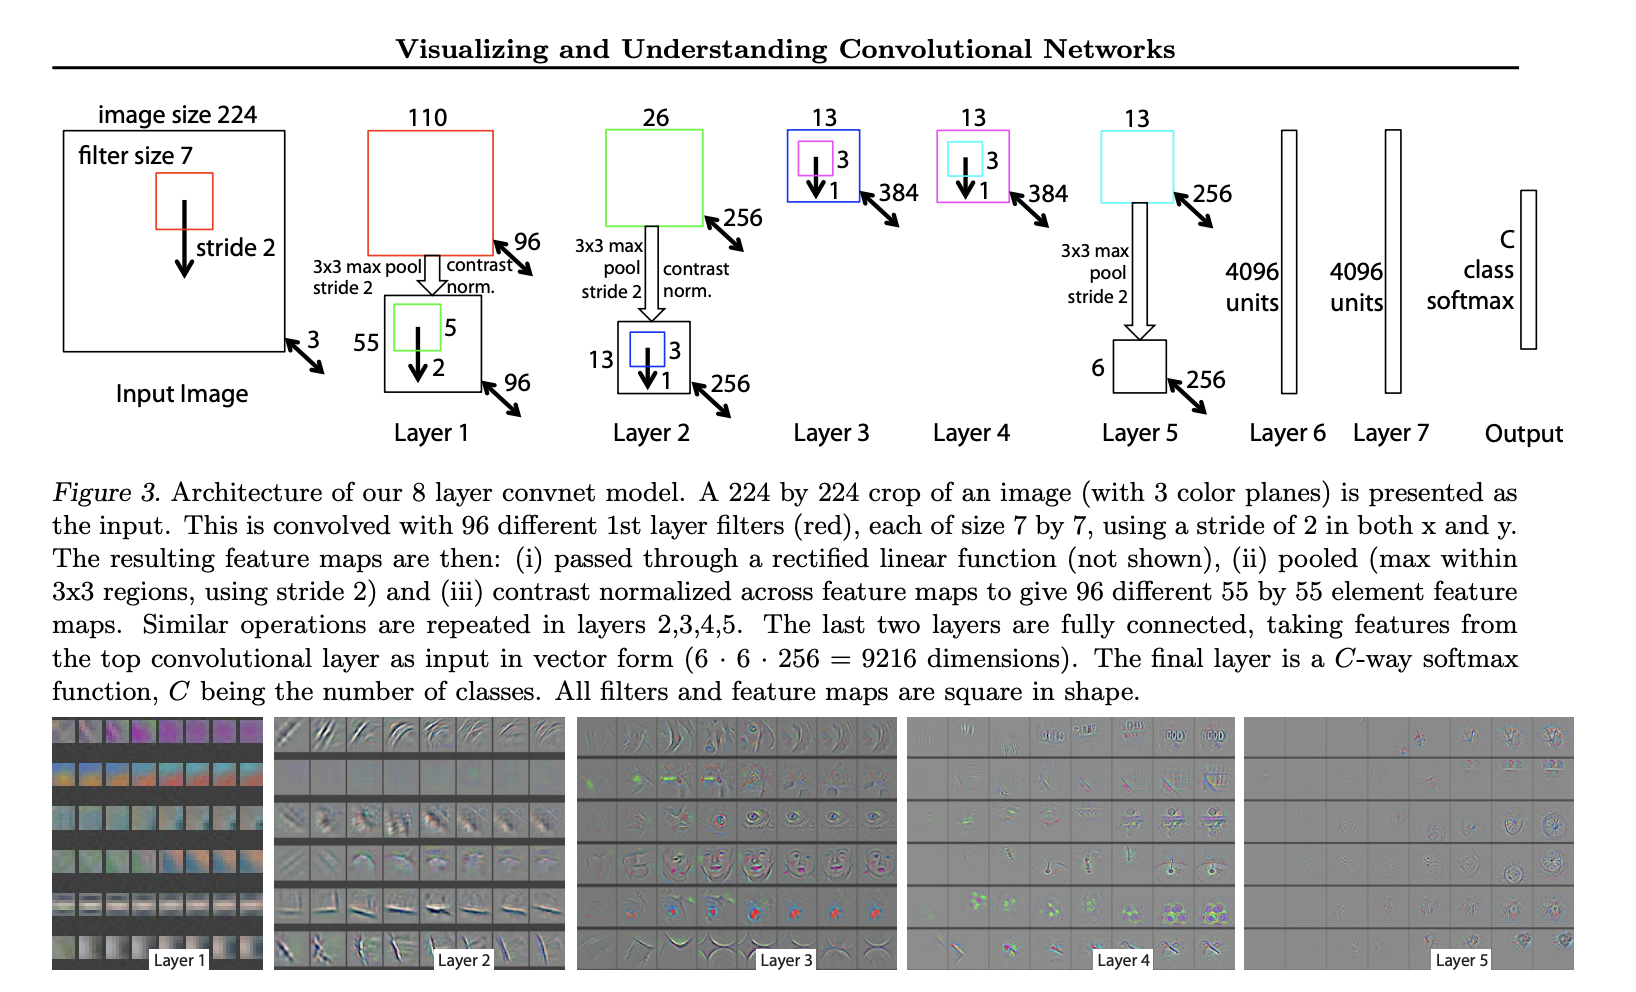 Visualizing and Understanding Convolutional Networks
image size 224
filter size 7
stride 2
3
Input Image
110
96
3x3 max pool
stride 2
contrast
norm.
55
5
2
96
Layer 1
26
256
3x3 max
pool
stride 2
contrast
norm.
13
3
1
256
Layer 2
13
3
1
384
Layer 3
13
3
1
384
Layer 4
13
256
3x3 max
pool
stride 2
6
256
Layer 5
4096
units
Layer 6
4096
units
Layer 7
C
class
softmax
Output
Figure 3. Architecture of our 8 layer convnet model. A 224 by 224 crop of an image (with 3 color planes) is presented as
the input. This is convolved with 96 different 1st layer filters (red), each of size 7 by 7, using a stride of 2 in both x and y.
The resulting feature maps are then: (i) passed through a rectified linear function (not shown), (ii) pooled (max within
3x3 regions, using stride 2) and (iii) contrast normalized across feature maps to give 96 different 55 by 55 element feature
maps. Similar operations are repeated in layers 2,3,4,5. The last two layers are fully connected, taking features from
the top convolutional layer as input in vector form (6 · 6 · 256 = 9216 dimensions). The final layer is a C-way softmax
function, C being the number of classes. All filters and feature maps are square in shape.
Layer 1
Layer 2
Layer 3
Layer 4
Layer 5